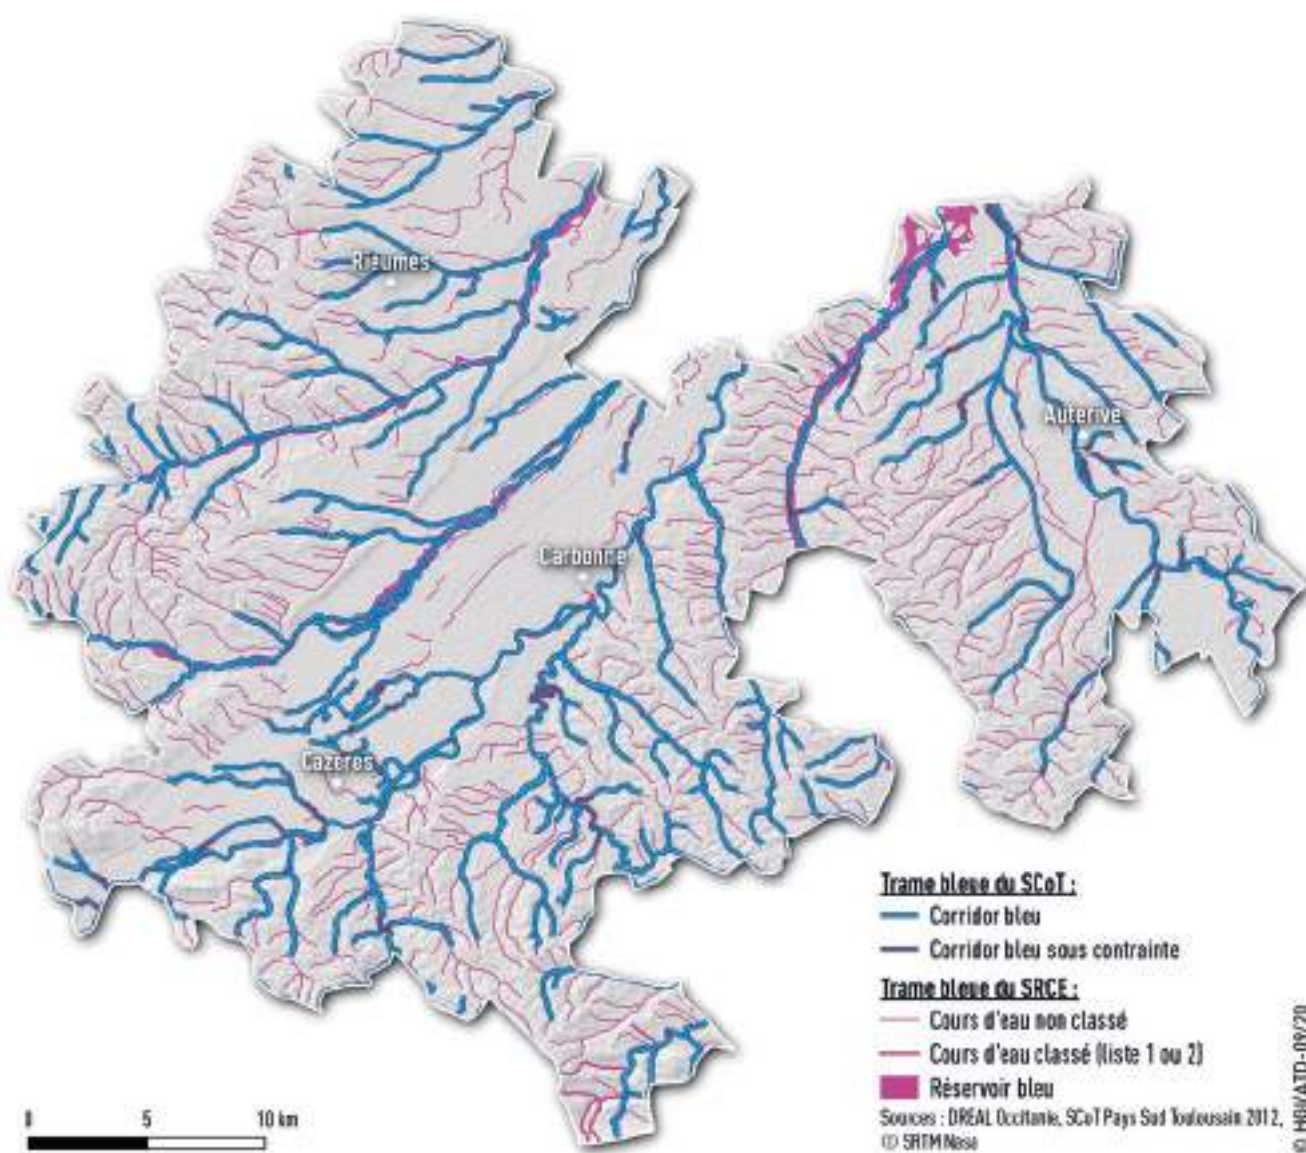 Rieumes
Auterive
Carbonne
Cazères
Trame bleue du SCoT :
Corridor bleu
Corridor bleu sous contrainte
Trame bleue du SRCE :
Cours d'eau non classé
Cours d'eau classé (liste 1 ou 2)
Réservoir bleu
Sources : DREAL Occitanie, SCoT Pays Sud Toulousain 2012,
© SRTM Nasa
0 5 10 km